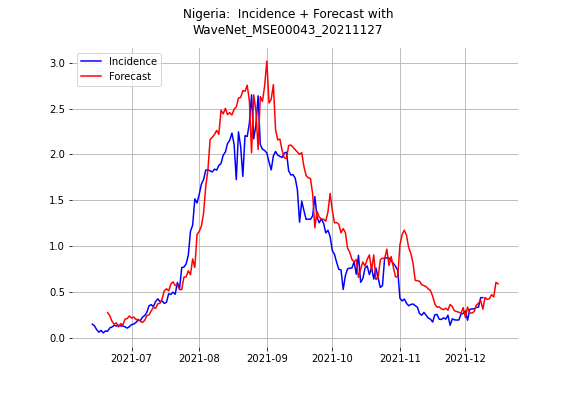 Nigeria:  Incidence + Forecast with
WaveNet_MSE00043_20211127
Incidence
Forecast
3.0
2.5
2.0
1.5
1.0
0.5
0.0
2021-07 2021-08 2021-09 2021-10 2021-11 2021-12